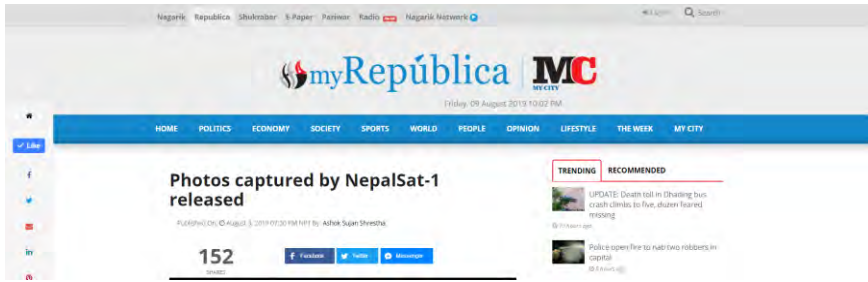 Nagarik Republica Shukrabar E-Paper Parivar Radio Nagarik Network
Search
myRepública MC
MY CITY
Friday, 09 August 2019 10:02 PM
HOME POLITICS ECONOMY SOCIETY SPORTS WORLD PEOPLE OPINION LIFESTYLE THE WEEK MY CITY
Like
Photos captured by NepalSat-1
released
Published On: August 3, 2019 07:30 PM NPT By: Ashok Sujan Shrestha
152
SHARES
Facebook Twitter Messenger
TRENDING RECOMMENDED
UPDATE: Death toll in Dhading bus
crash climbs to five, dozen feared
missing
hours ago
Police open fire to nab two robbers in
capital
hours ago